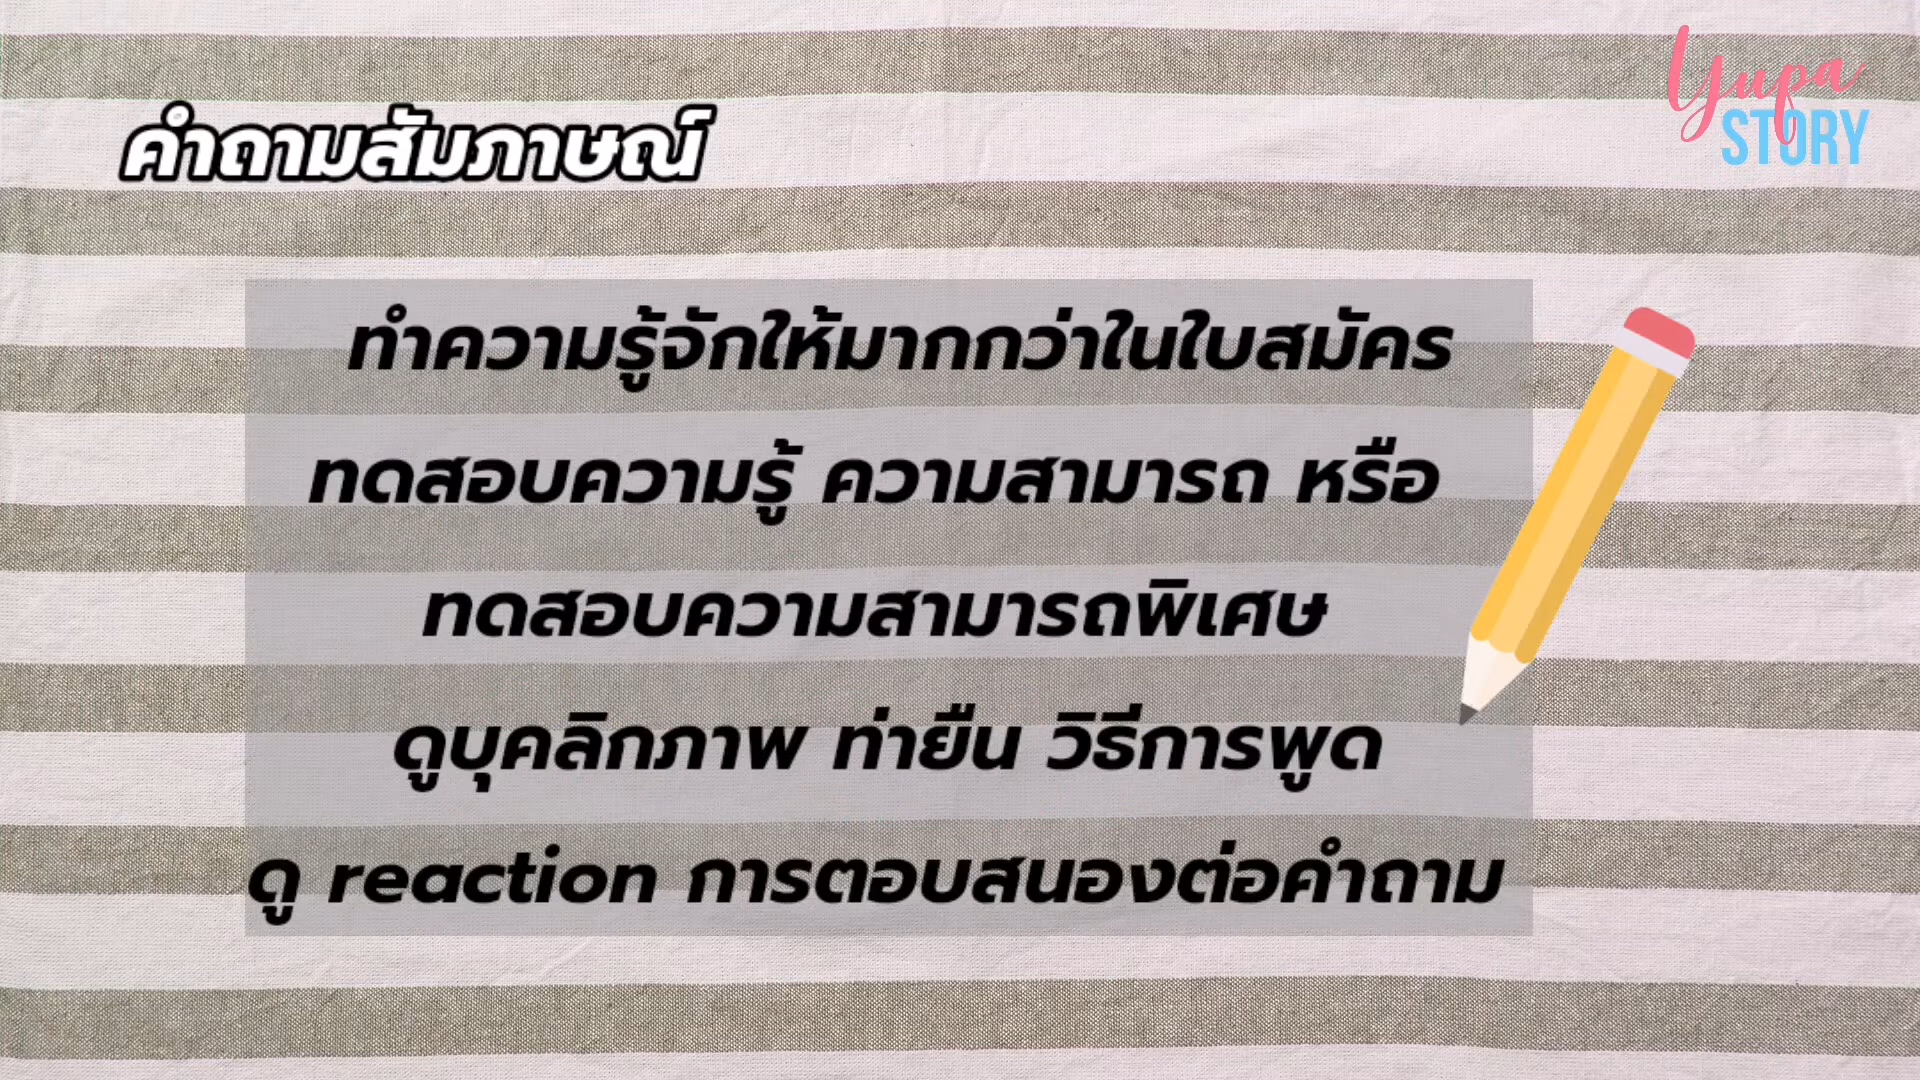 Yupa
STORY
คำถามสัมภาษณ์
ทำความรู้จักให้มากกว่าในใบสมัคร
ทดสอบความรู้ ความสามารถ หรือ
ทดสอบความสามารถพิเศษ
ดูบุคลิกภาพ ท่ายืน วิธีการพูด
ดู reaction การตอบสนองต่อคำถาม